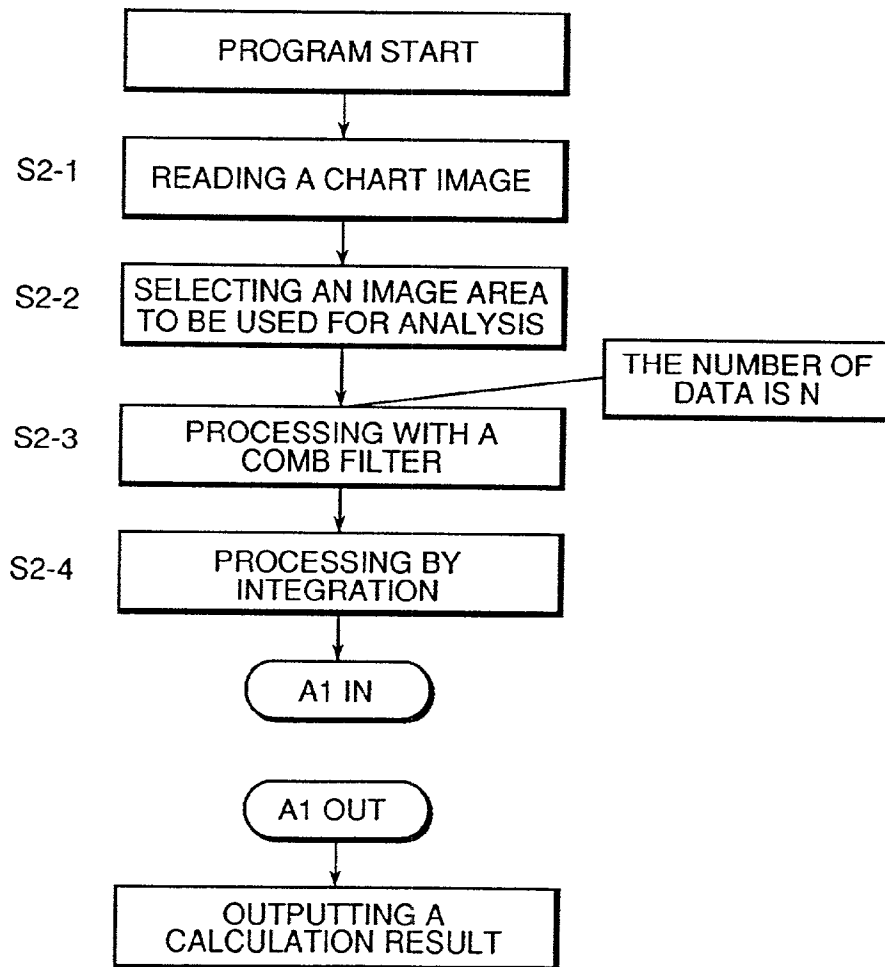 PROGRAM START
S2-1
READING A CHART IMAGE
S2-2
SELECTING AN IMAGE AREA
TO BE USED FOR ANALYSIS
THE NUMBER OF
DATA IS N
S2-3
PROCESSING WITH A
COMB FILTER
S2-4
PROCESSING BY
INTEGRATION
A1 IN
A1 OUT
OUTPUTTING A
CALCULATION RESULT